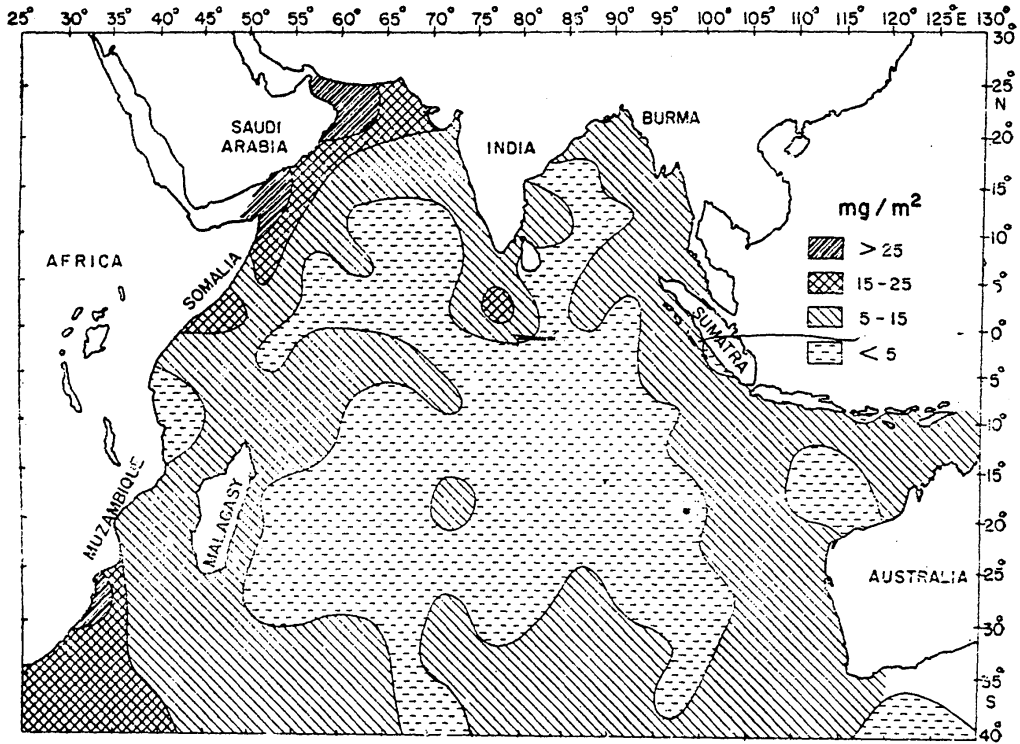 25° 30° 35° 40° 45° 50° 55° 60° 65° 70° 75° 80° 85° 90° 95° 100° 105° 110° 115° 120° 125°E 130°
30°
25°
N
20°
15°
10°
5°
0°
5°
10°
15°
20°
25°
30°
35°
S
40°
SAUDI
ARABIA
INDIA
BURMA
AFRICA
SOMALIA
SUMATRA
MUZAMBIQUE
MALAGASY
AUSTRALIA
mg/m²
>25
15-25
5-15
<5